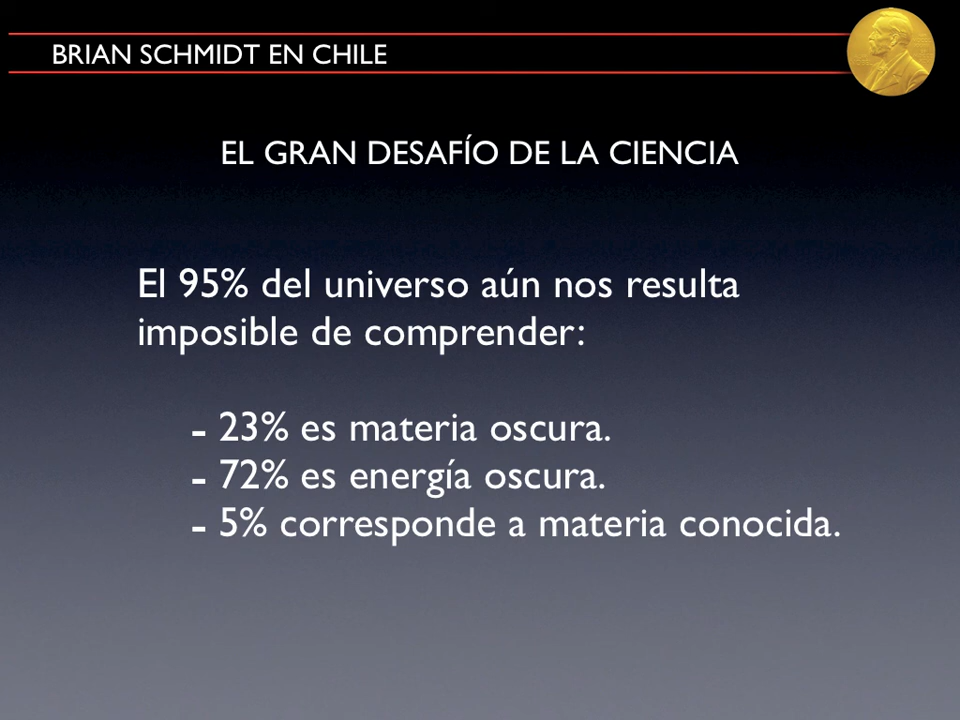 BRIAN SCHMIDT EN CHILE
EL GRAN DESAFÍO DE LA CIENCIA
El 95% del universo aún nos resulta
imposible de comprender:
- 23% es materia oscura.
- 72% es energía oscura.
- 5% corresponde a materia conocida.